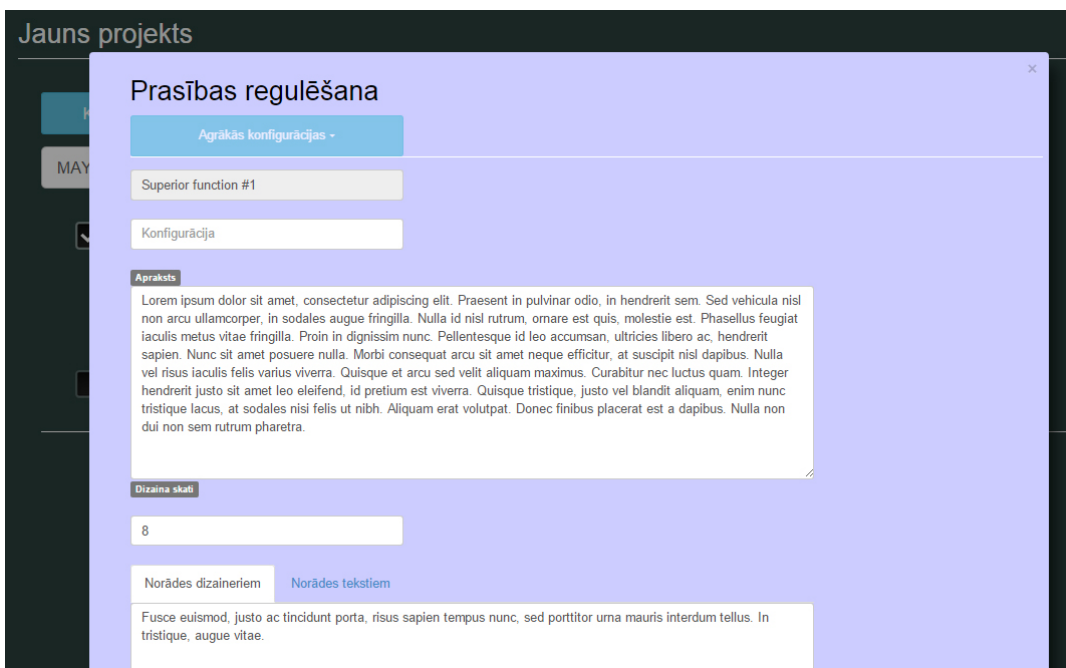 Jauns projekts
×
Prasības regulēšana
K
Agrākās konfigurācijas
MAY
Superior function #1
Konfigurācija
Apraksts
Lorem ipsum dolor sit amet, consectetur adipiscing elit. Praesent in pulvinar odio, in hendrerit sem. Sed vehicula nisl
non arcu ullamcorper, in sodales augue fringilla. Nulla id nisl rutrum, ornare est quis, molestie est. Phasellus feugiat
iaculis metus vitae fringilla. Proin in dignissim nunc. Pellentesque id leo accumsan, ultricies libero ac, hendrerit
sapien. Nunc sit amet posuere nulla. Morbi consequat arcu sit amet neque efficitur, at suscipit nisl dapibus. Nulla
vel risus iaculis felis varius viverra. Quisque et arcu sed velit aliquam maximus. Curabitur nec luctus quam. Integer
hendrerit justo sit amet leo eleifend, id pretium est viverra. Quisque tristique, justo vel blandit aliquam, enim nunc
tristique lacus, at sodales nisi felis ut nibh. Aliquam erat volutpat. Donec finibus placerat est a dapibus. Nulla non
dui non sem rutrum pharetra.
Dizaina skati
8
Norādes dizaineriem Norādes tekstiem
Fusce euismod, justo ac tincidunt porta, risus sapien tempus nunc, sed porttitor urna mauris interdum tellus. In
tristique, augue vitae.